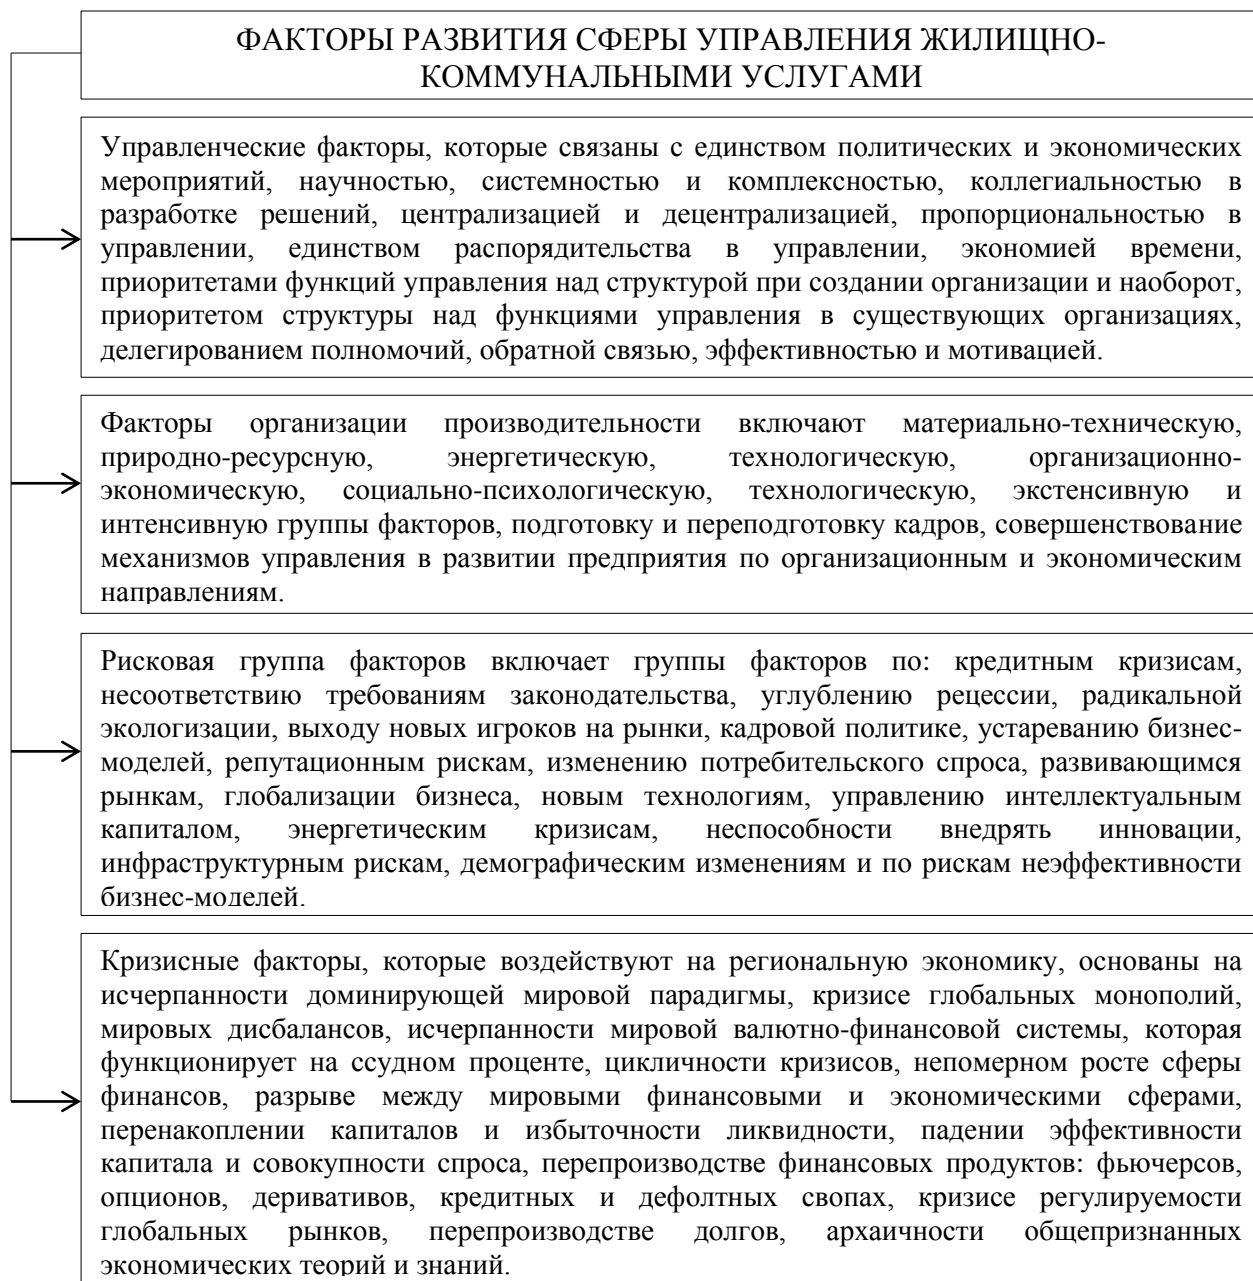 ФАКТОРЫ РАЗВИТИЯ СФЕРЫ УПРАВЛЕНИЯ ЖИЛИЩНО-
КОММУНАЛЬНЫМИ УСЛУГАМИ
Управленческие факторы, которые связаны с единством политических и экономических
мероприятий, научностью, системностью и комплексностью, коллегиальностью в
разработке решений, централизацией и децентрализацией, пропорциональностью в
управлении, единством распорядительства в управлении, экономией времени,
приоритетами функций управления над структурой при создании организации и наоборот,
приоритетом структуры над функциями управления в существующих организациях,
делегированием полномочий, обратной связью, эффективностью и мотивацией.
Факторы организации производительности включают материально-техническую,
природно-ресурсную, энергетическую, технологическую, организационно-
экономическую, социально-психологическую, технологическую, экстенсивную и
интенсивную группы факторов, подготовку и переподготовку кадров, совершенствование
механизмов управления в развитии предприятия по организационным и экономическим
направлениям.
Рисковая группа факторов включает группы факторов по: кредитным кризисам,
несоответствию требованиям законодательства, углублению рецессии, радикальной
экологизации, выходу новых игроков на рынки, кадровой политике, устареванию бизнес-
моделей, репутационным рискам, изменению потребительского спроса, развивающимся
рынкам, глобализации бизнеса, новым технологиям, управлению интеллектуальным
капиталом, энергетическим кризисам, неспособности внедрять инновации,
инфраструктурным рискам, демографическим изменениям и по рискам неэффективности
бизнес-моделей.
Кризисные факторы, которые воздействуют на региональную экономику, основаны на
исчерпанности доминирующей мировой парадигмы, кризисе глобальных монополий,
мировых дисбалансов, исчерпанности мировой валютно-финансовой системы, которая
функционирует на ссудном проценте, цикличности кризисов, непомерном росте сферы
финансов, разрыве между мировыми финансовыми и экономическими сферами,
перенакоплении капиталов и избыточности ликвидности, падении эффективности
капитала и совокупности спроса, перепроизводстве финансовых продуктов: фьючерсов,
опционов, деривативов, кредитных и дефолтных свопах, кризисе регулируемости
глобальных рынков, перепроизводстве долгов, архаичности общепризнанных
экономических теорий и знаний.